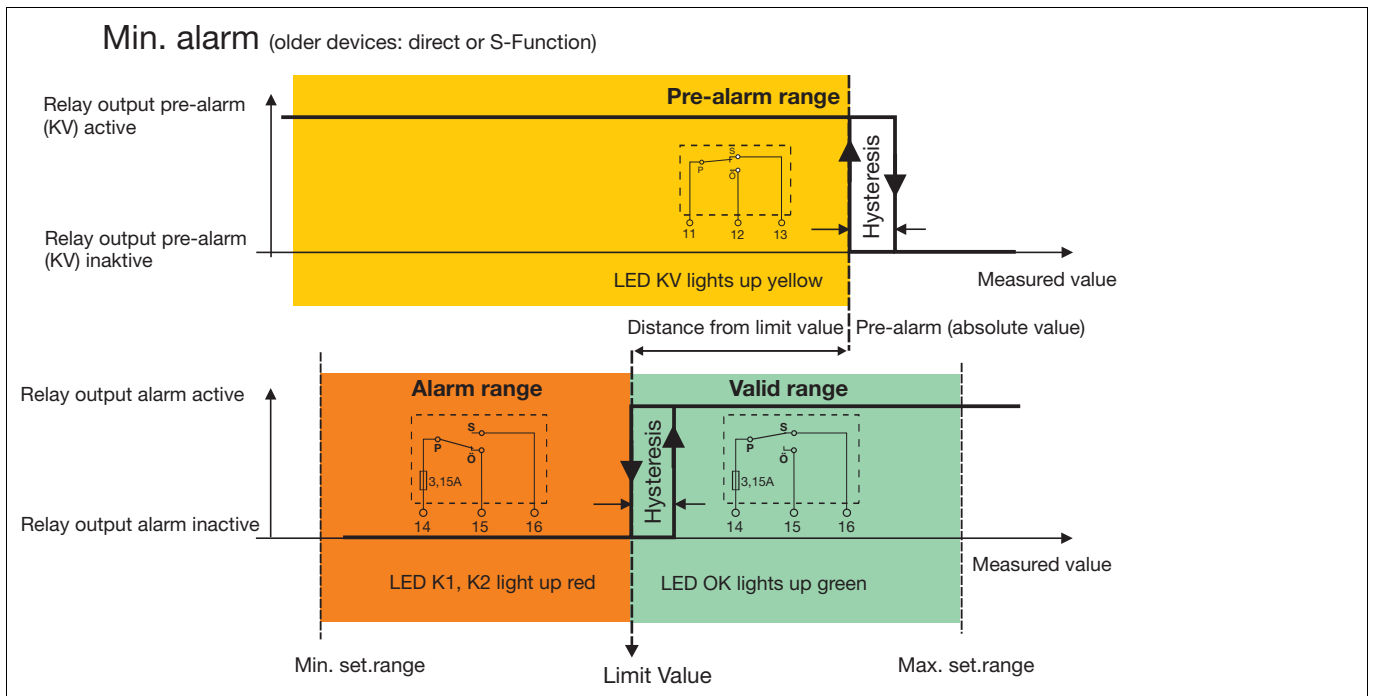 Min. alarm (older devices: direct or S-Function)
Relay output pre-alarm
(KV) active
Pre-alarm range
S
P
Ö
11 12 13
Hysteresis
Relay output pre-alarm
(KV) inaktive
LED KV lights up yellow
Measured value
Distance from limit value
Pre-alarm (absolute value)
Relay output alarm active
Alarm range
Valid range
S
P
Ö
3,15A
14 15 16
Hysteresis
S
P
Ö
3,15A
14 15 16
Relay output alarm inactive
Measured value
LED K1, K2 light up red
LED OK lights up green
Min. set.range
Limit Value
Max. set.range